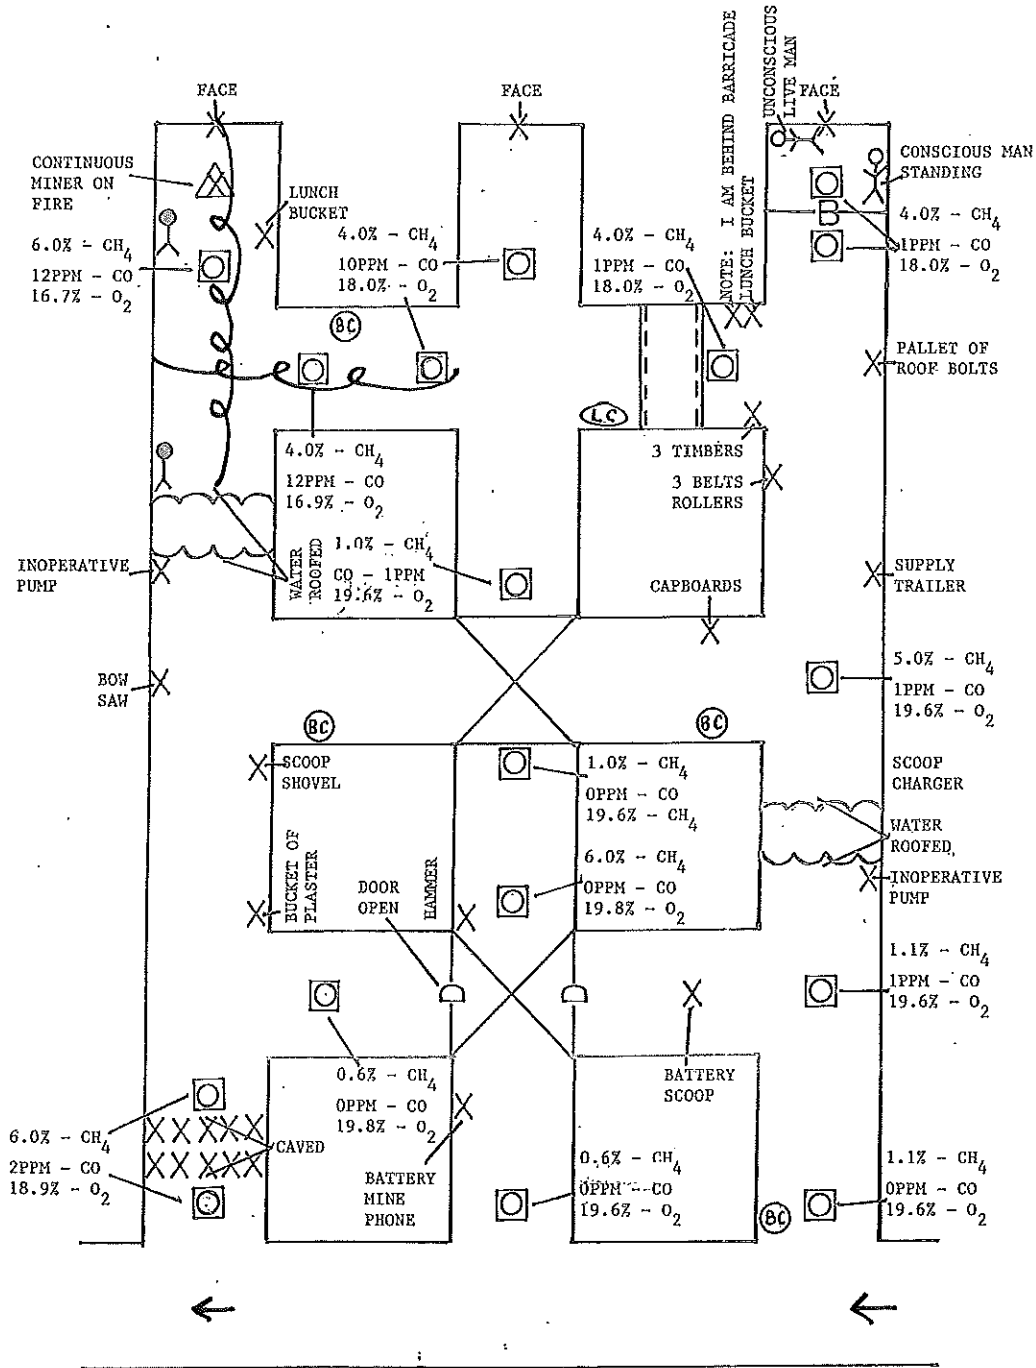 NOTE: I AM BEHIND BARRICADE
LUNCH BUCKET
UNCONSCIOUS
LIVE MAN
FACE
FACE
FACE
CONTINUOUS
MINER ON
FIRE
LUNCH
BUCKET
CONSCIOUS MAN
STANDING
6.0% - CH4
12PPM - CO
16.7% - O2
4.0% - CH4
10PPM - CO
18.0% - O2
4.0% - CH4
1PPM - CO
18.0% - O2
B
4.0% - CH4
1PPM - CO
18.0% - O2
BC
PALLET OF
ROOF BOLTS
LC
4.0% - CH4
12PPM - CO
16.9% - O2
3 TIMBERS
3 BELTS
ROLLERS
INOPERATIVE
PUMP
WATER
ROOFED
1.0% - CH4
CO - 1PPM
19.6% - O2
CAPBOARDS
SUPPLY
TRAILER
BOW
SAW
5.0% - CH4
1PPM - CO
19.6% - O2
BC
BC
SCOOP
SHOVEL
1.0% - CH4
0PPM - CO
19.6% - CH4
SCOOP
CHARGER
WATER
ROOFED
BUCKET OF
PLASTER
DOOR
OPEN
HAMMER
6.0% - CH4
0PPM - CO
19.8% - O2
INOPERATIVE
PUMP
D
D
1.1% - CH4
1PPM - CO
19.6% - O2
0.6% - CH4
0PPM - CO
19.8% - O2
BATTERY
SCOOP
6.0% - CH4
2PPM - CO
18.9% - O2
CAVED
BATTERY
MINE
PHONE
0.6% - CH4
0PPM - CO
19.6% - O2
BC
1.1% - CH4
0PPM - CO
19.6% - O2